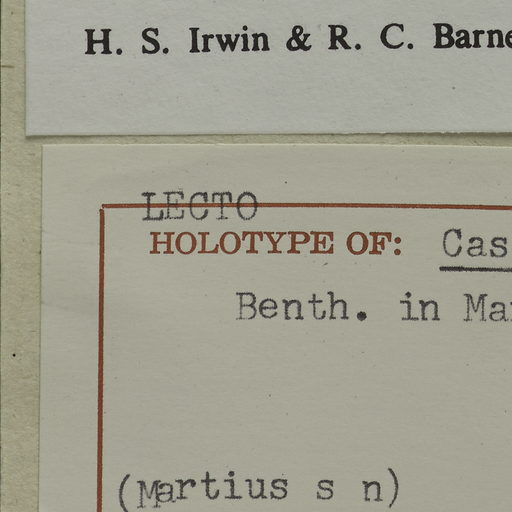 H. S. Irwin & R. C. Barne
LECTO
HOLOTYPE OF: Cas
Benth. in Ma
(Martius s n)